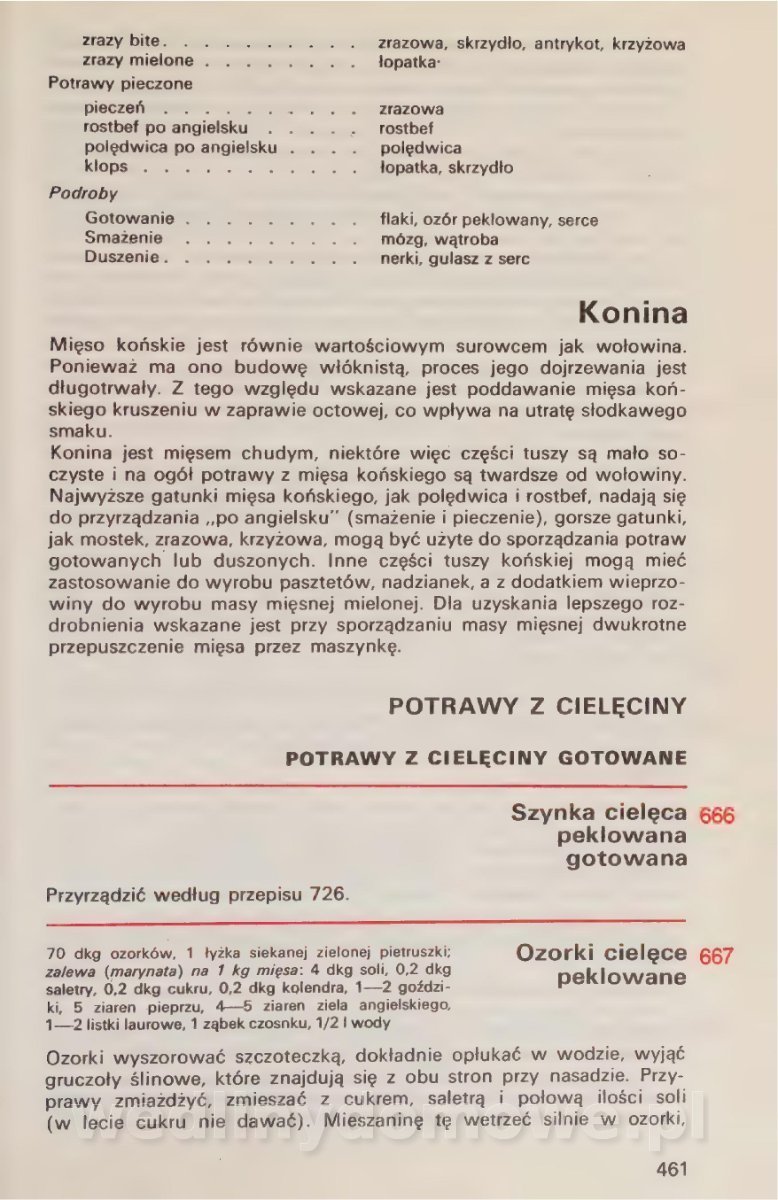 zrazy bite. . . . . . . . . . zrazowa, skrzydło, antrykot, krzyżowa
zrazy mielone . . . . . . . . łopatka·
Potrawy pieczone
pieczeń . . . . . . . . . . zrazowa
rostbef po angielsku . . . . . rostbef
polędwica po angielsku . . . . polędwica
klops . . . . . . . . . . . łopatka, skrzydło
Podroby
Gotowanie . . . . . . . . . flaki, ozór peklowany, serce
Smażenie . . . . . . . . . mózg, wątroba
Duszenie. . . . . . . . . . nerki, gulasz z serc
Konina
Mięso końskie jest równie wartościowym surowcem jak wołowina.
Ponieważ ma ono budowę włóknistą, proces jego dojrzewania jest
długotrwały. Z tego względu wskazane jest poddawanie mięsa koń-
skiego kruszeniu w zaprawie octowej, co wpływa na utratę słodkawego
smaku.
Konina jest mięsem chudym, niektóre więc części tuszy są mało so-
czyste i na ogół potrawy z mięsa końskiego są twardsze od wołowiny.
Najwyższe gatunki mięsa końskiego, jak polędwica i rostbef, nadają się
do przyrządzania „po angielsku" (smażenie i pieczenie), gorsze gatunki,
jak mostek, zrazowa, krzyżowa, mogą być użyte do sporządzania potraw
gotowanych lub duszonych. Inne części tuszy końskiej mogą mieć
zastosowanie do wyrobu pasztetów, nadzianek, a z dodatkiem wieprzo-
winy do wyrobu masy mięsnej mielonej. Dla uzyskania lepszego roz-
drobnienia wskazane jest przy sporządzaniu masy mięsnej dwukrotne
przepuszczenie mięsa przez maszynkę.
POTRAWY Z CIELĘCINY
POTRAWY Z CIELĘCINY GOTOWANE
Szynka cielęca 666
peklowana
gotowana
Przyrządzić według przepisu 726.
Ozorki cielęce 667
peklowane
70 dkg ozorków, 1 łyżka siekanej zielonej pietruszki;
zalewa (marynata) na 1 kg mięsa: 4 dkg soli, 0,2 dkg
saletry, 0,2 dkg cukru, 0,2 dkg kolendra, 1—2 goździ-
ki, 5 ziaren pieprzu, 4—5 ziaren ziela angielskiego,
1—2 listki laurowe, 1 ząbek czosnku, 1/2 l wody
Ozorki wyszorować szczoteczką, dokładnie opłukać w wodzie, wyjąć
gruczoły ślinowe, które znajdują się z obu stron przy nasadzie. Przy-
prawy zmiażdżyć, zmieszać z cukrem, saletrą i połową ilości soli
(w lecie cukru nie dawać). Mieszaninę tę wetrzeć silnie w ozorki,
wedlinydomowe.pl
461